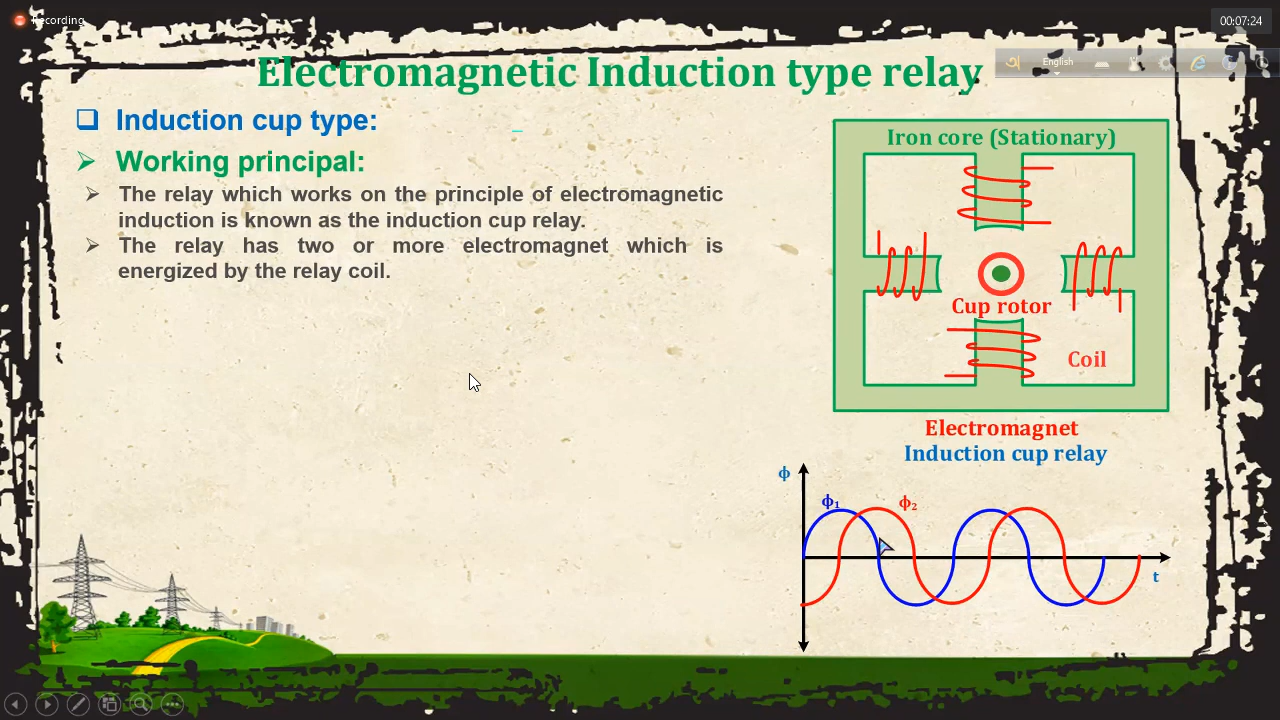 Recording
00:07:24
English
Electromagnetic Induction type relay
Induction cup type:
Working principal:
The relay which works on the principle of electromagnetic
induction is known as the induction cup relay.
The relay has two or more electromagnet which is
energized by the relay coil.
Iron core (Stationary)
Cup rotor
Coil
Electromagnet
Induction cup relay
ϕ
ϕ₁
ϕ₂
t